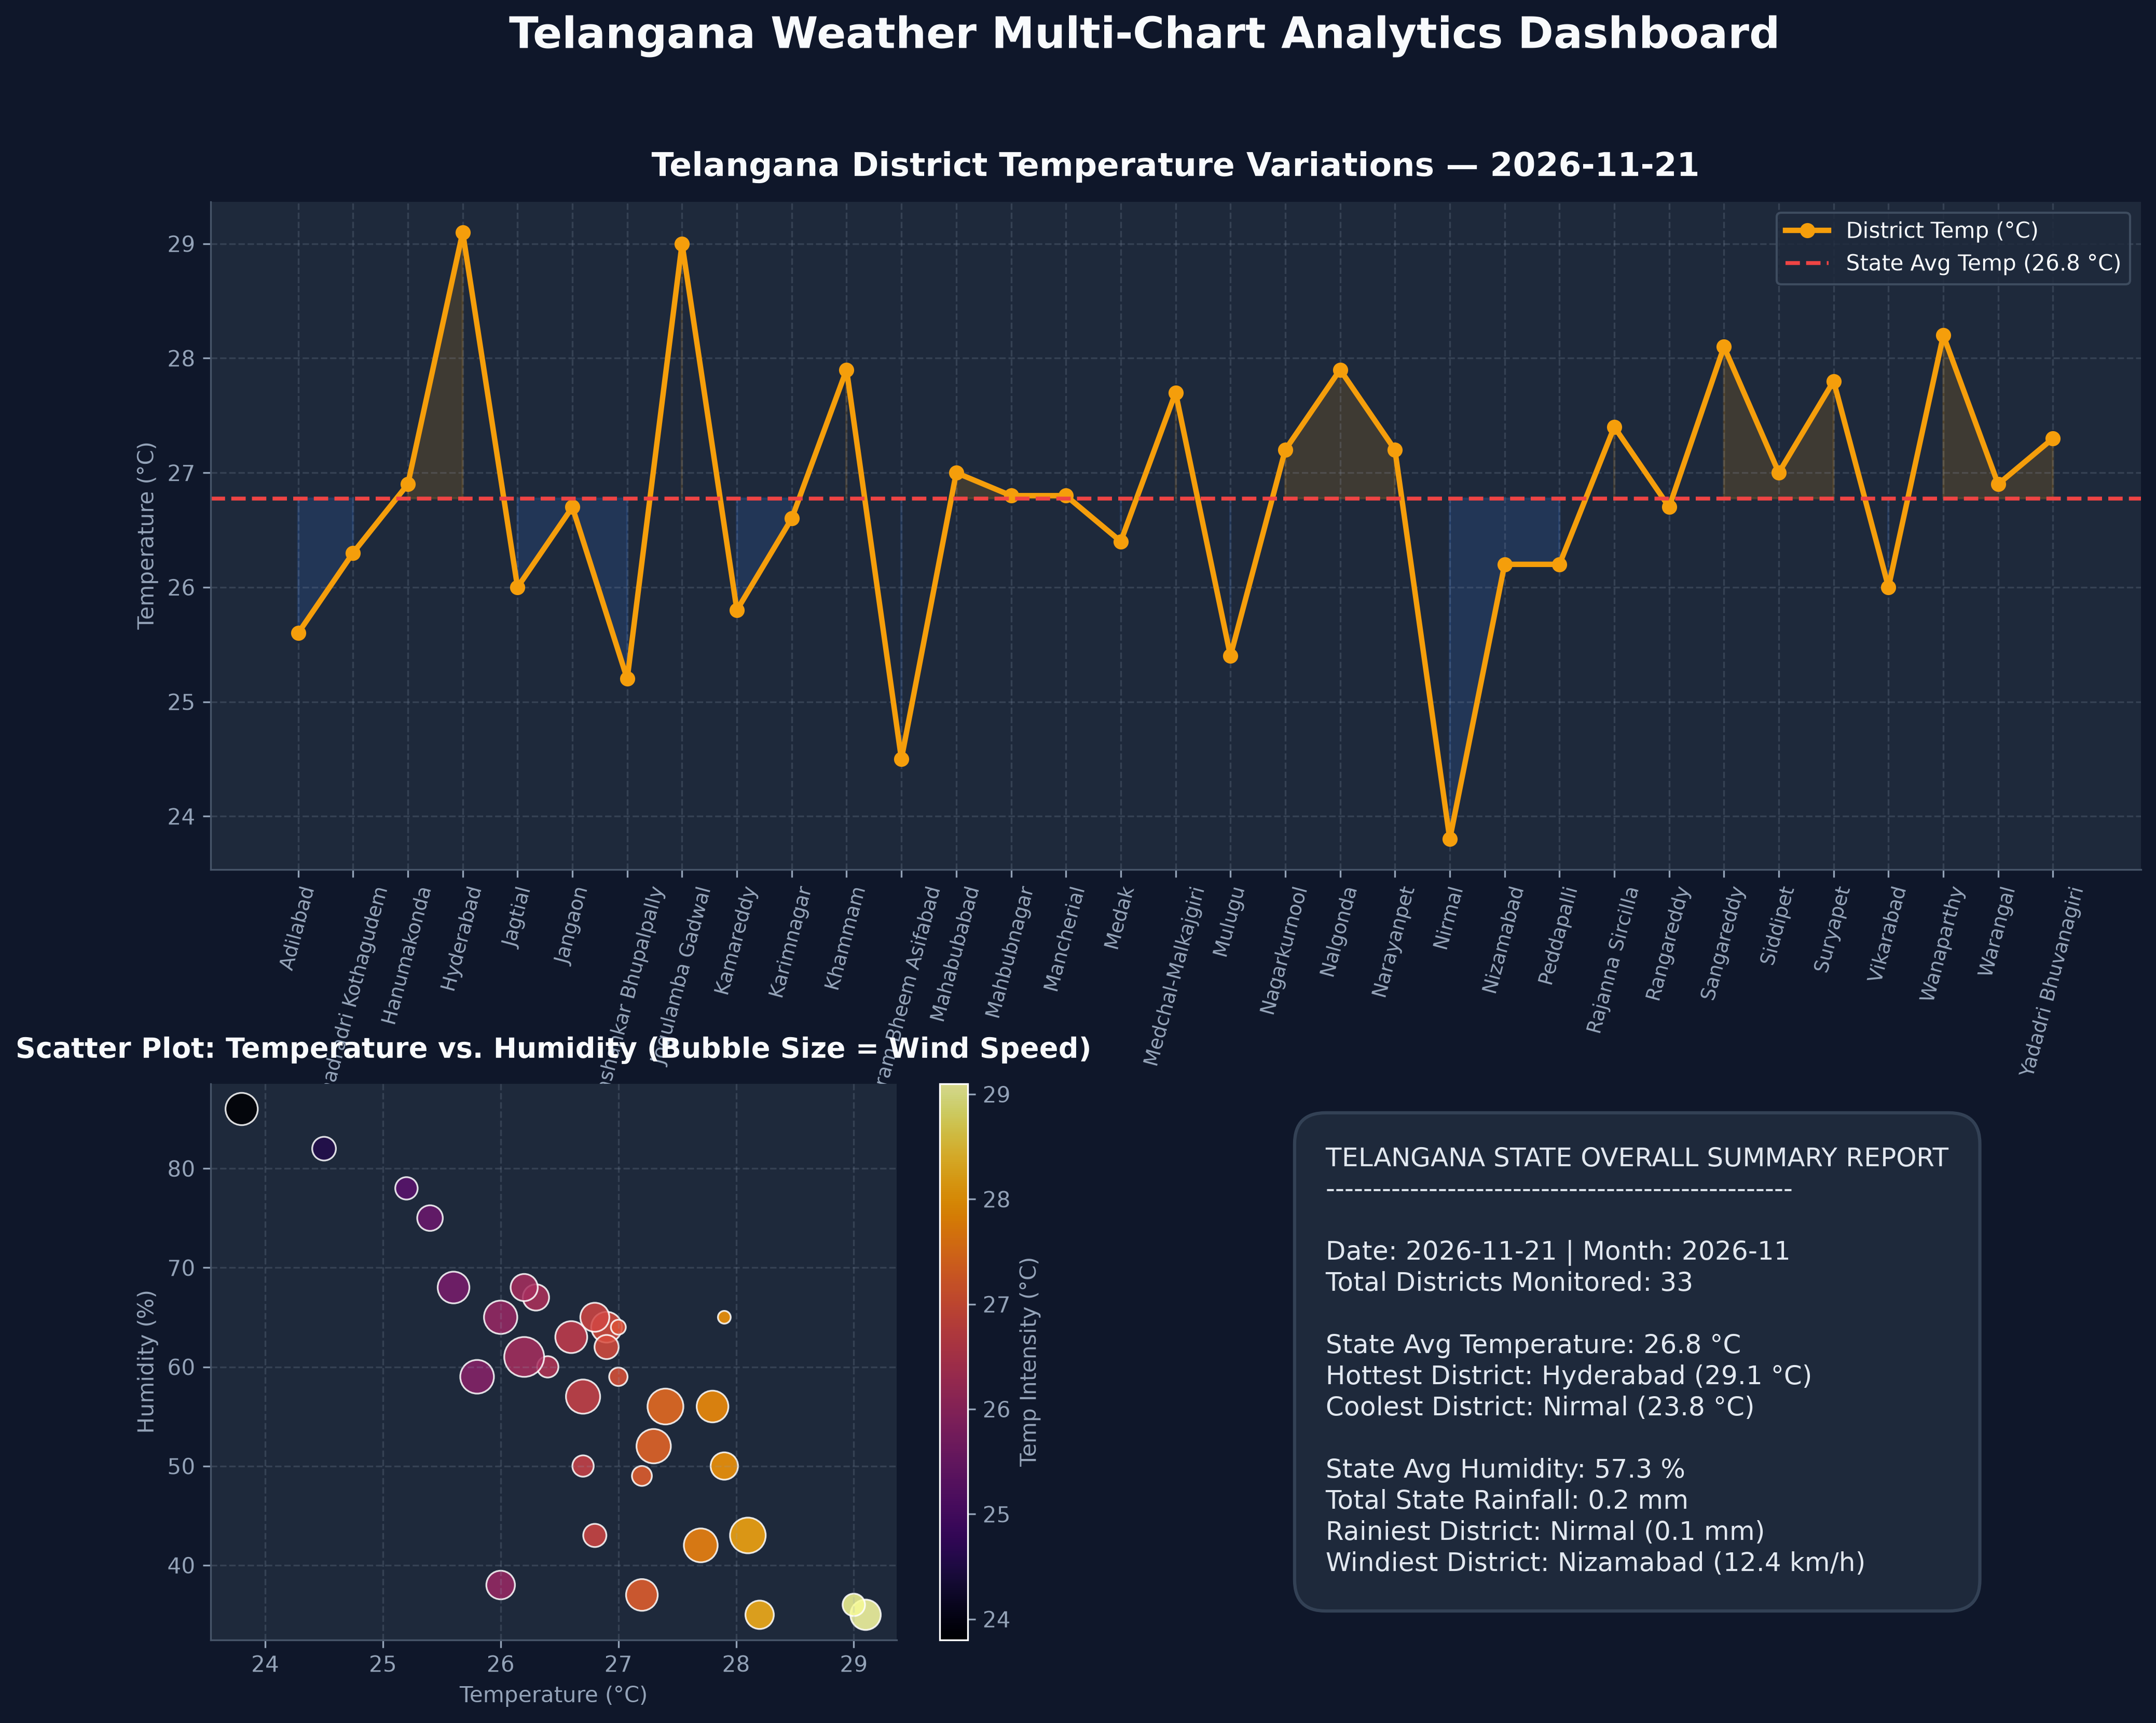 Telangana Weather Multi-Chart Analytics Dashboard
Telangana District Temperature Variations — 2026-11-21
District Temp (°C)
State Avg Temp (26.8 °C)
Temperature (°C)
29
28
27
26
25
24
Adilabad
Kothagudem
Hanumakonda
Hyderabad
Jagtial
Jangaon
Bhupalpally
Jogulamba Gadwal
Kamareddy
Karimnagar
Khammam
Bheem Asifabad
Mahabubabad
Mahbubnagar
Mancherial
Medak
Medchal-Malkajgiri
Mulugu
Nagarkurnool
Nalgonda
Narayanpet
Nirmal
Nizamabad
Peddapalli
Rajanna Sircilla
Rangareddy
Sangareddy
Siddipet
Suryapet
Vikarabad
Wanaparthy
Warangal
Yadadri Bhuvanagiri
Scatter Plot: Temperature vs. Humidity (Bubble Size = Wind Speed)
Humidity (%)
80
70
60
50
40
24 25 26 27 28 29
Temperature (°C)
29
28
27
26
25
24
Temp Intensity (°C)
TELANGANA STATE OVERALL SUMMARY REPORT
--------------------------------------------------
Date: 2026-11-21 | Month: 2026-11
Total Districts Monitored: 33
State Avg Temperature: 26.8 °C
Hottest District: Hyderabad (29.1 °C)
Coolest District: Nirmal (23.8 °C)
State Avg Humidity: 57.3 %
Total State Rainfall: 0.2 mm
Rainiest District: Nirmal (0.1 mm)
Windiest District: Nizamabad (12.4 km/h)